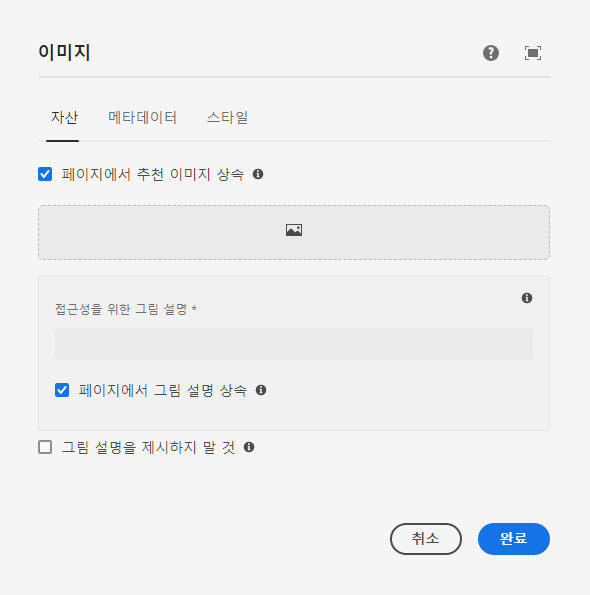 이미지
자산 메타데이터 스타일
페이지에서 추천 이미지 상속
접근성을 위한 그림 설명 *
페이지에서 그림 설명 상속
그림 설명을 제시하지 말 것
취소 완료